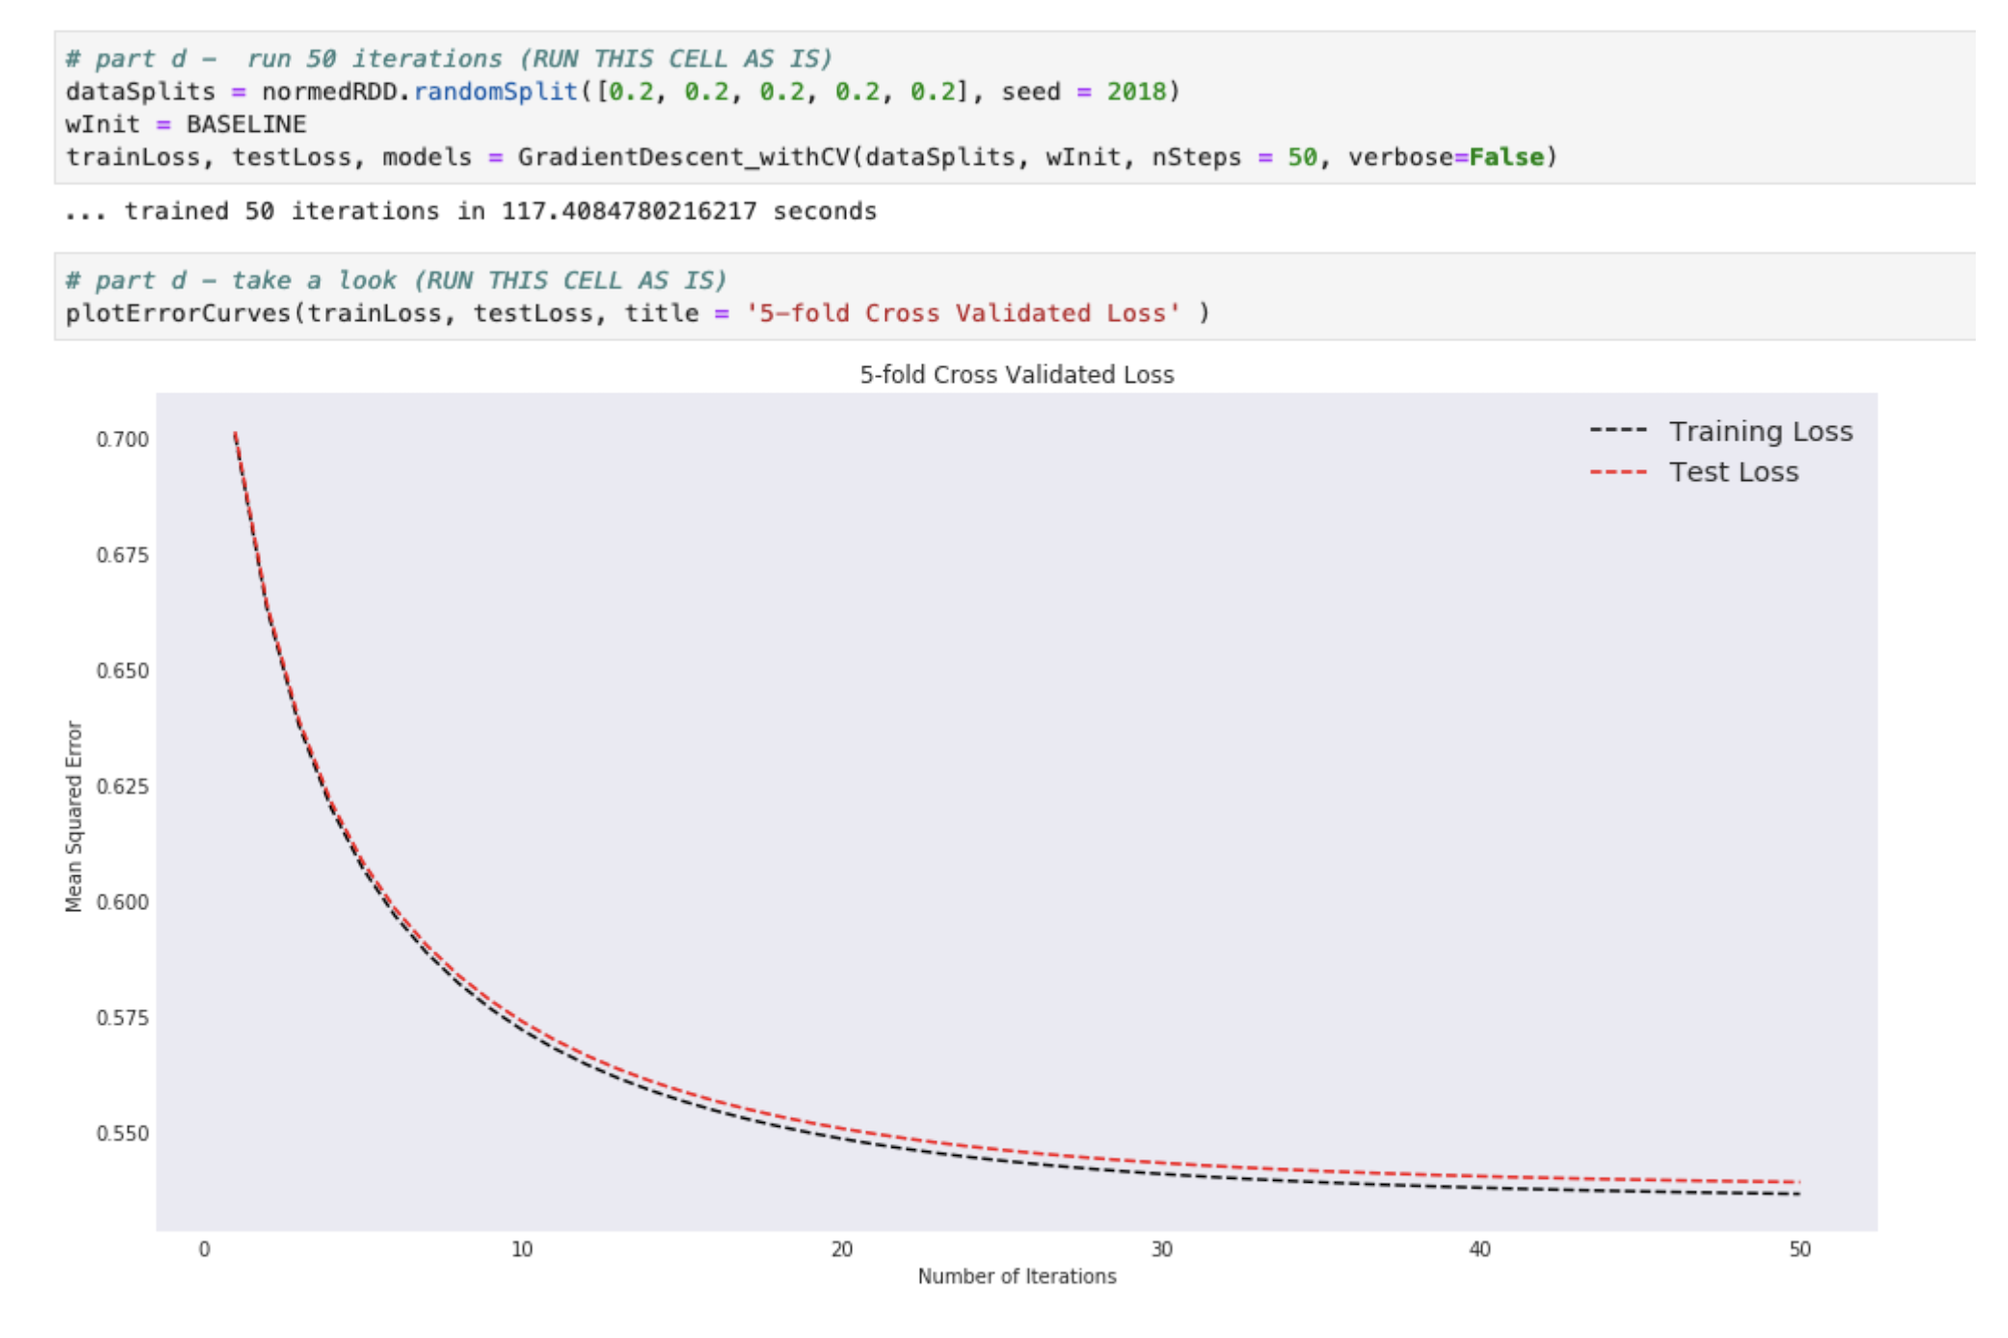 # part d – run 50 iterations (RUN THIS CELL AS IS)
dataSplits = normedRDD.randomSplit([0.2, 0.2, 0.2, 0.2, 0.2], seed = 2018)
wInit = BASELINE
trainLoss, testLoss, models = GradientDescent_withCV(dataSplits, wInit, nSteps = 50, verbose=False)
... trained 50 iterations in 117.4084780216217 seconds
# part d – take a look (RUN THIS CELL AS IS)
plotErrorCurves(trainLoss, testLoss, title = '5–fold Cross Validated Loss' )
5-fold Cross Validated Loss
Training Loss
Test Loss
0.700
0.675
0.650
0.625
0.600
0.575
0.550
Mean Squared Error
0 10 20 30 40 50
Number of Iterations